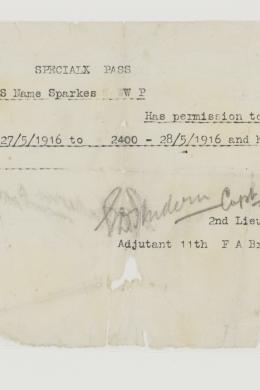 SPECIALX PASS
S Name Sparkes W P
Has permission to
27/5/1916 to 2400 - 28/5/1916 and
Capt
2nd Lieu
Adjutant 11th F A Br